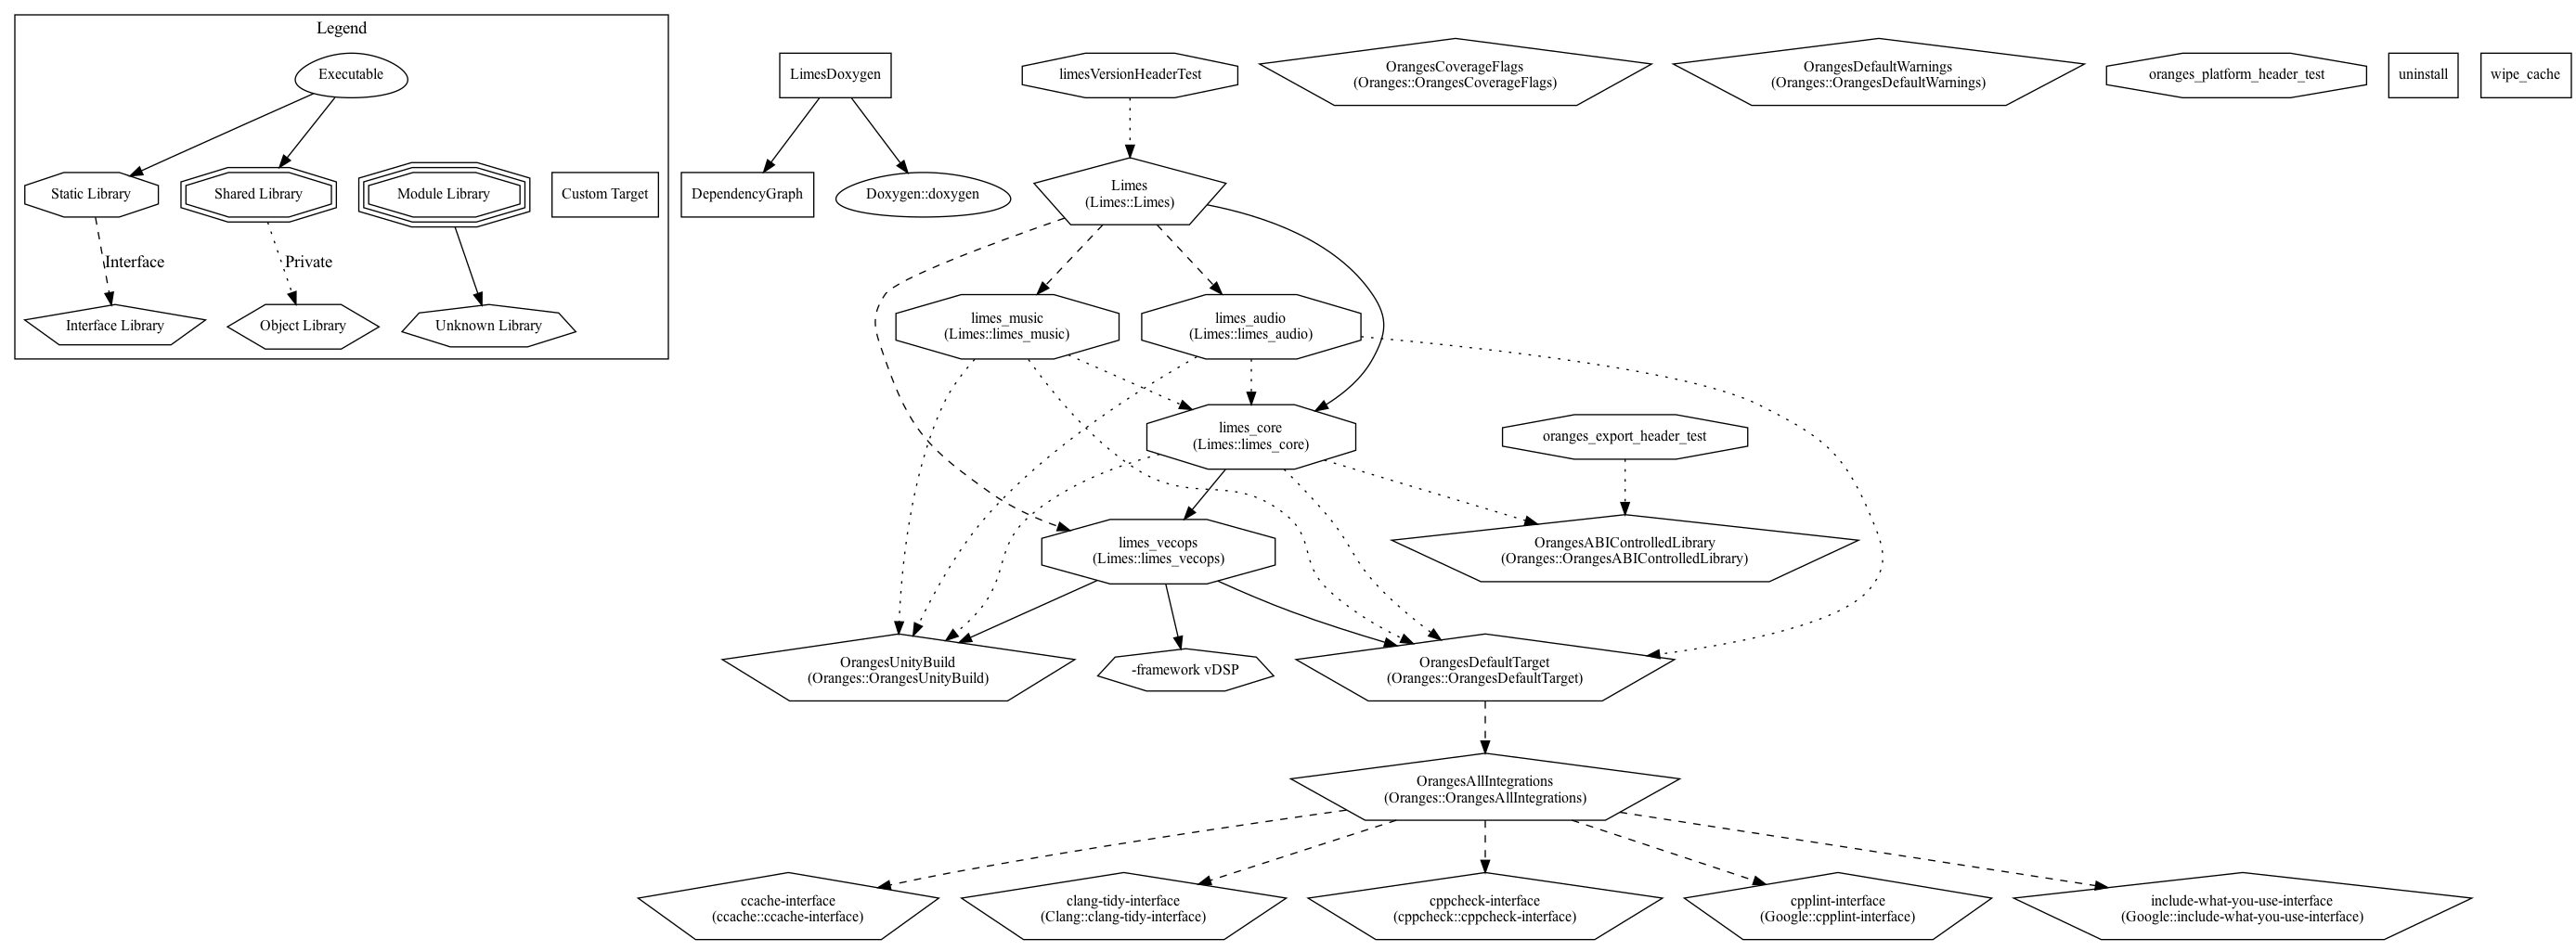 Legend
Executable
Static Library
Shared Library
Module Library
Custom Target
Interface
Private
Interface Library
Object Library
Unknown Library
LimesDoxygen
DependencyGraph
Doxygen::doxygen
limesVersionHeaderTest
OrangesCoverageFlags
(Oranges::OrangesCoverageFlags)
OrangesDefaultWarnings
(Oranges::OrangesDefaultWarnings)
oranges_platform_header_test
uninstall
wipe_cache
Limes
(Limes::Limes)
limes_music
(Limes::limes_music)
limes_audio
(Limes::limes_audio)
limes_core
(Limes::limes_core)
oranges_export_header_test
limes_vecops
(Limes::limes_vecops)
OrangesABIControlledLibrary
(Oranges::OrangesABIControlledLibrary)
OrangesUnityBuild
(Oranges::OrangesUnityBuild)
-framework vDSP
OrangesDefaultTarget
(Oranges::OrangesDefaultTarget)
OrangesAllIntegrations
(Oranges::OrangesAllIntegrations)
ccache-interface
(ccache::ccache-interface)
clang-tidy-interface
(Clang::clang-tidy-interface)
cppcheck-interface
(cppcheck::cppcheck-interface)
cpplint-interface
(Google::cpplint-interface)
include-what-you-use-interface
(Google::include-what-you-use-interface)